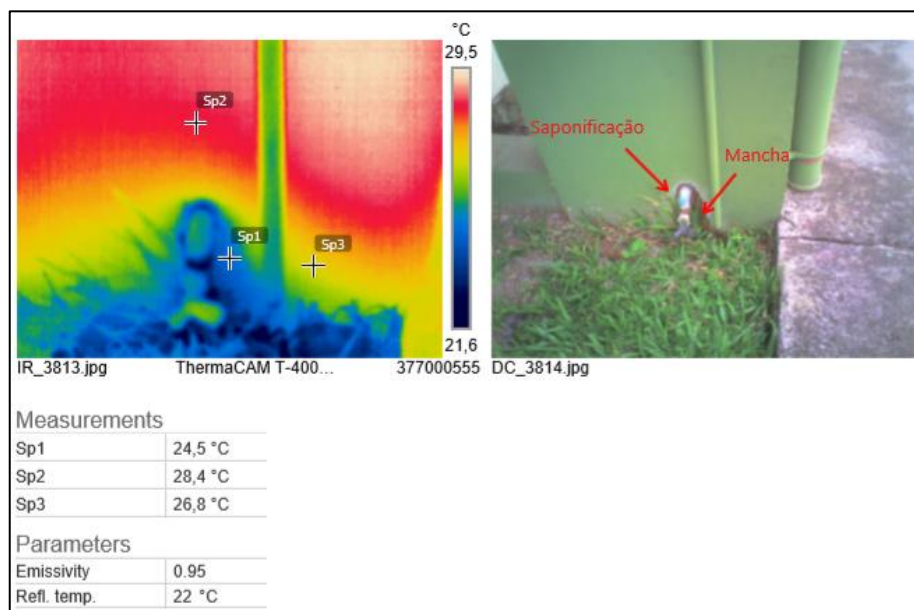 °C
29,5
Sp2
Saponificação
Mancha
Sp1
Sp3
21,6
IR_3813.jpg ThermaCAM T-400... 377000555 DC_3814.jpg
Measurements
Sp1 24,5 °C
Sp2 28,4 °C
Sp3 26,8 °C
Parameters
Emissivity 0.95
Refl. temp. 22 °C